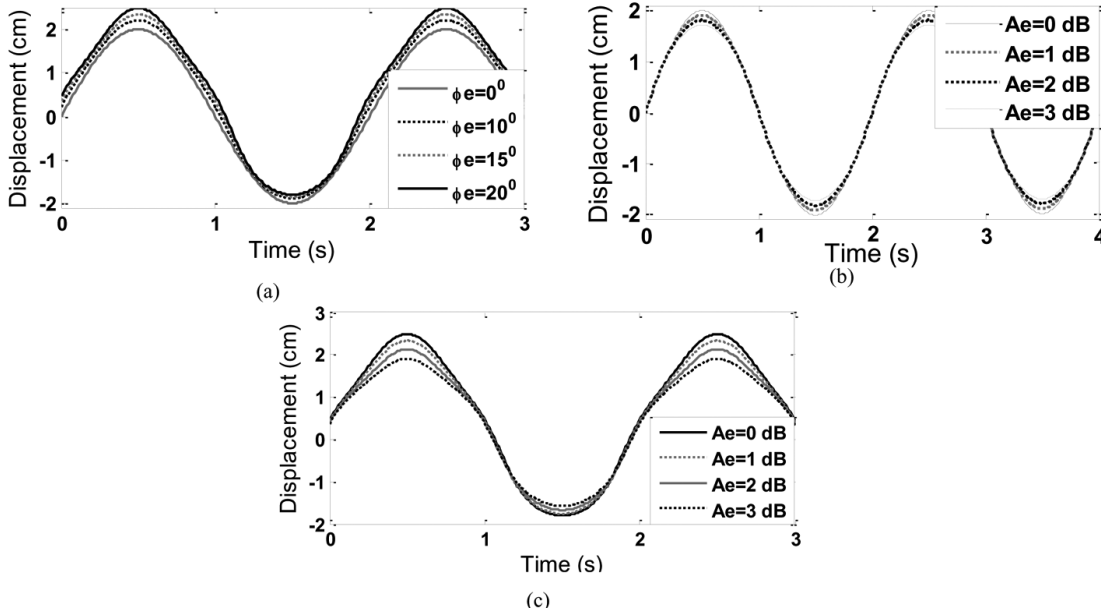 Displacement (cm)
2
1
0
-1
-2
0
1
2
3
Time (s)
ϕe=0⁰
ϕe=10⁰
ϕe=15⁰
ϕe=20⁰
(a)
Displacement (cm)
2
1
0
-1
-2
0
1
2
3
4
Time (s)
Ae=0 dB
Ae=1 dB
Ae=2 dB
Ae=3 dB
(b)
Displacement (cm)
3
2
1
0
-1
-2
0
1
2
3
Time (s)
Ae=0 dB
Ae=1 dB
Ae=2 dB
Ae=3 dB
(c)